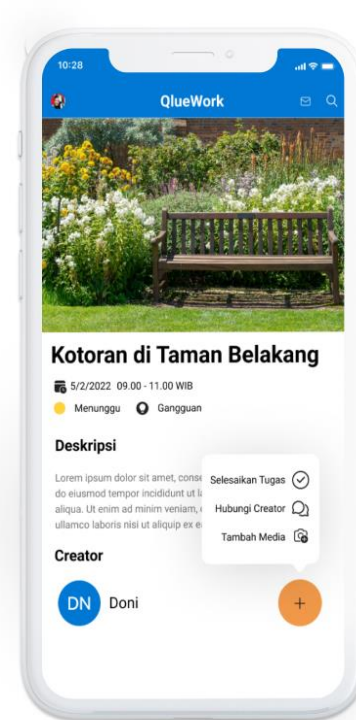 10:28
QlueWork
Kotoran di Taman Belakang
5/2/2022 09.00 - 11.00 WIB
Menunggu Gangguan
Deskripsi
Lorem ipsum dolor sit amet,
do eiusmod tempor incididunt ut
aliqua. Ut enim ad minim veniam,
ullamco laboris nisi ut aliquip ex
Selesaikan Tugas
Hubungi Creator
Tambah Media
Creator
DN Doni
+